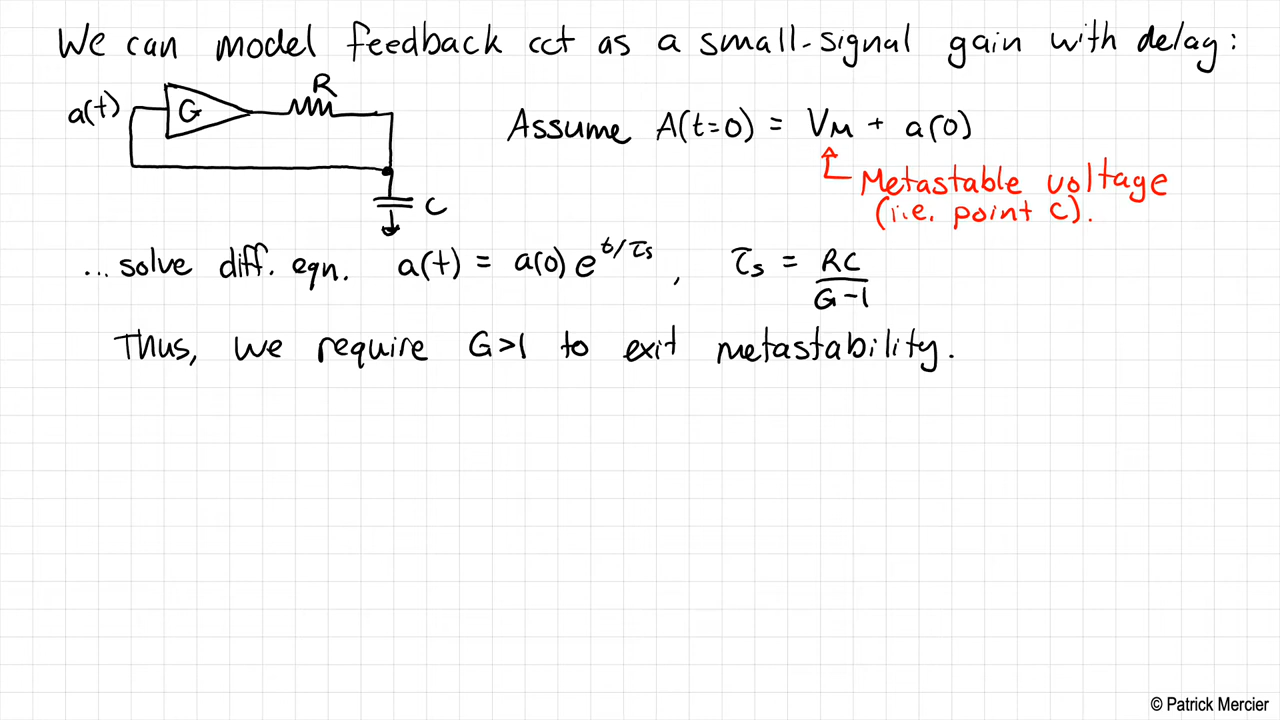 We can model feedback cct as a small-signal gain with delay:
a(t) G R
C
Assume A(t=0) = VM + a(0)
Metastable voltage
(i.e. point C).
... solve diff. eqn. a(t) = a(0) e^{t/τs}, τs = RC / (G-1)
Thus, we require G>1 to exit metastability.
© Patrick Mercier